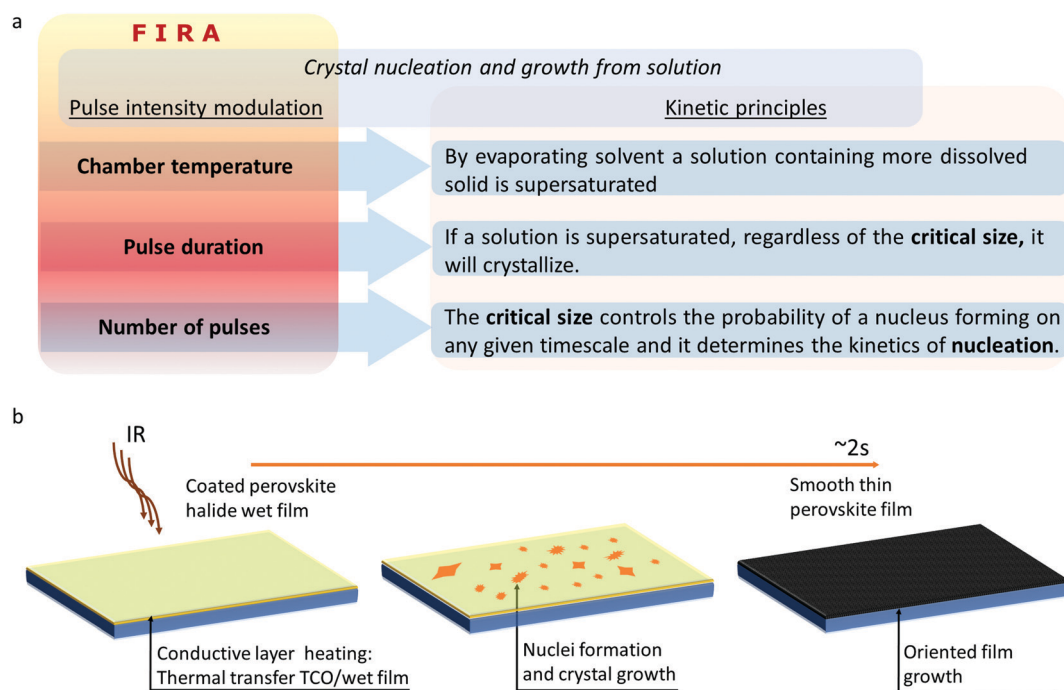 a
F I R A
Crystal nucleation and growth from solution
Pulse intensity modulation
Kinetic principles
Chamber temperature
By evaporating solvent a solution containing more dissolved
solid is supersaturated
Pulse duration
If a solution is supersaturated, regardless of the critical size, it
will crystallize.
Number of pulses
The critical size controls the probability of a nucleus forming on
any given timescale and it determines the kinetics of nucleation.
b
IR
~2s
Coated perovskite
halide wet film
Smooth thin
perovskite film
Conductive layer heating:
Thermal transfer TCO/wet film
Nuclei formation
and crystal growth
Oriented film
growth